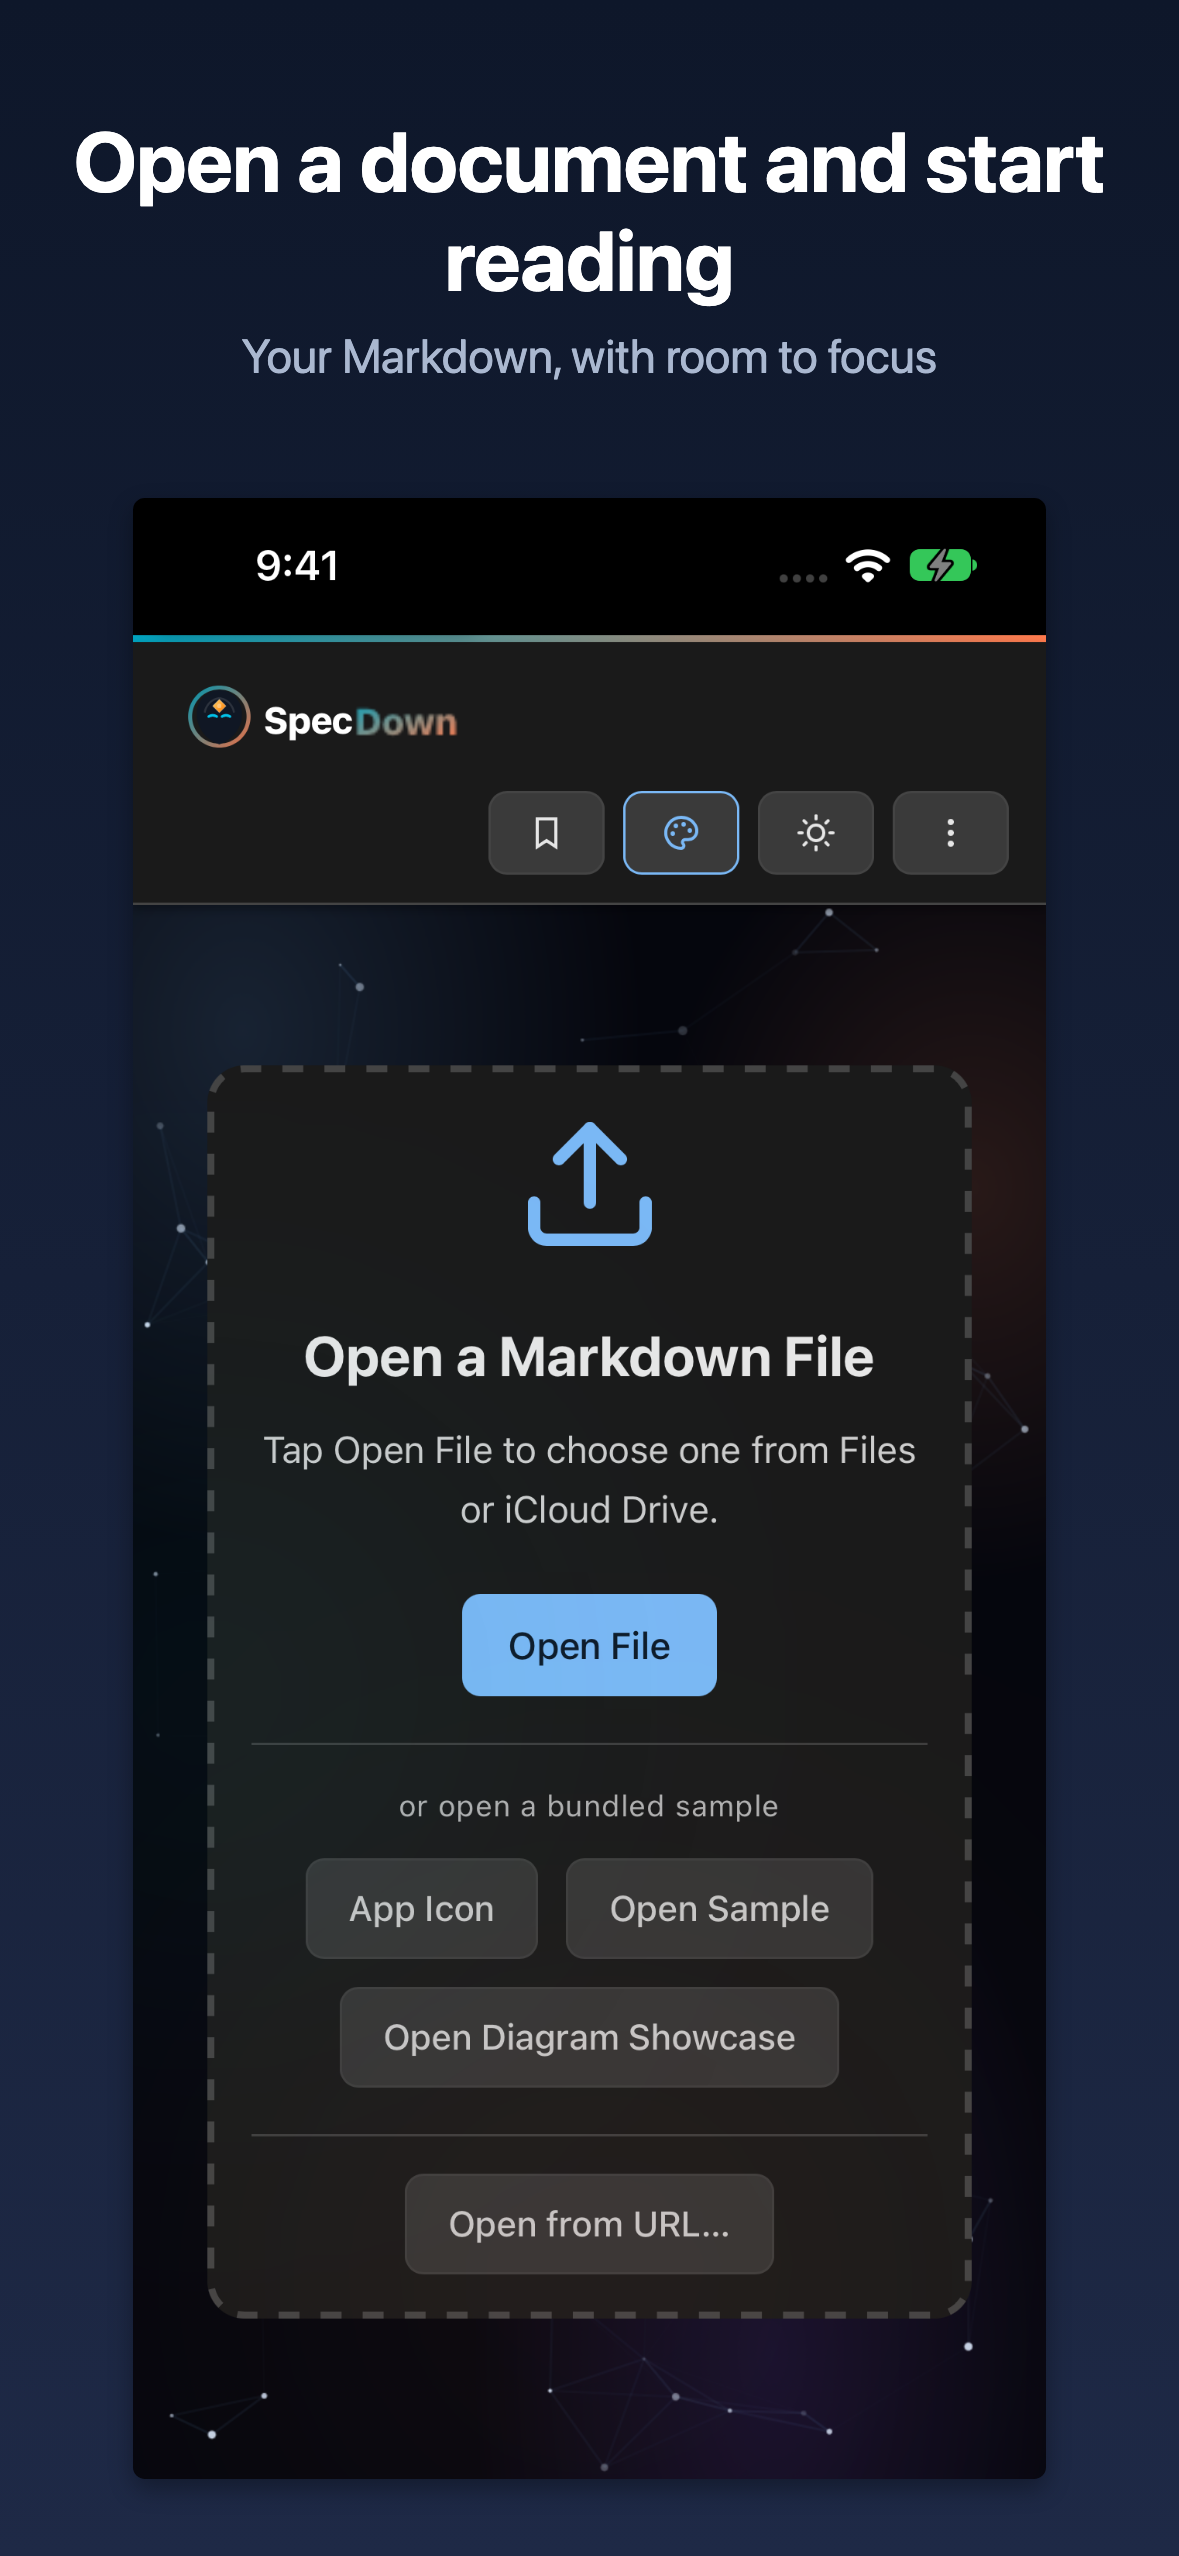 Open a document and start
reading
Your Markdown, with room to focus
9:41
SpecDown
Open a Markdown File
Tap Open File to choose one from Files
or iCloud Drive.
Open File
or open a bundled sample
App Icon
Open Sample
Open Diagram Showcase
Open from URL...